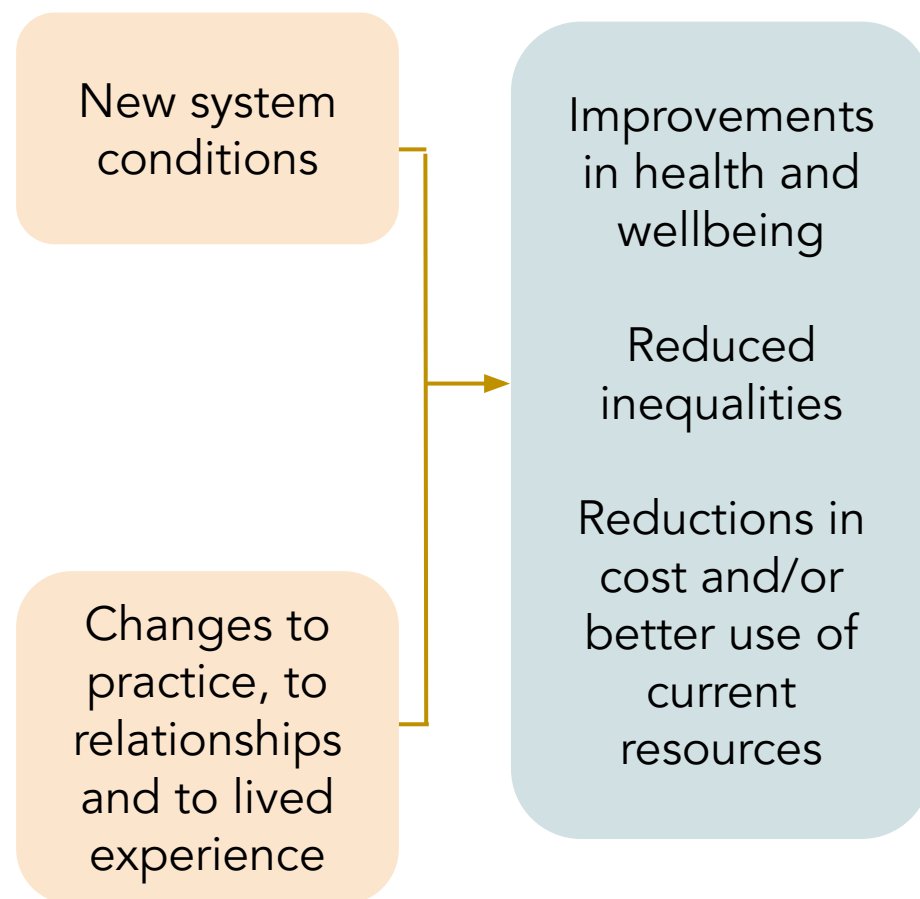 New system
conditions
Changes to
practice, to
relationships
and to lived
experience
Improvements
in health and
wellbeing
Reduced
inequalities
Reductions in
cost and/or
better use of
current
resources